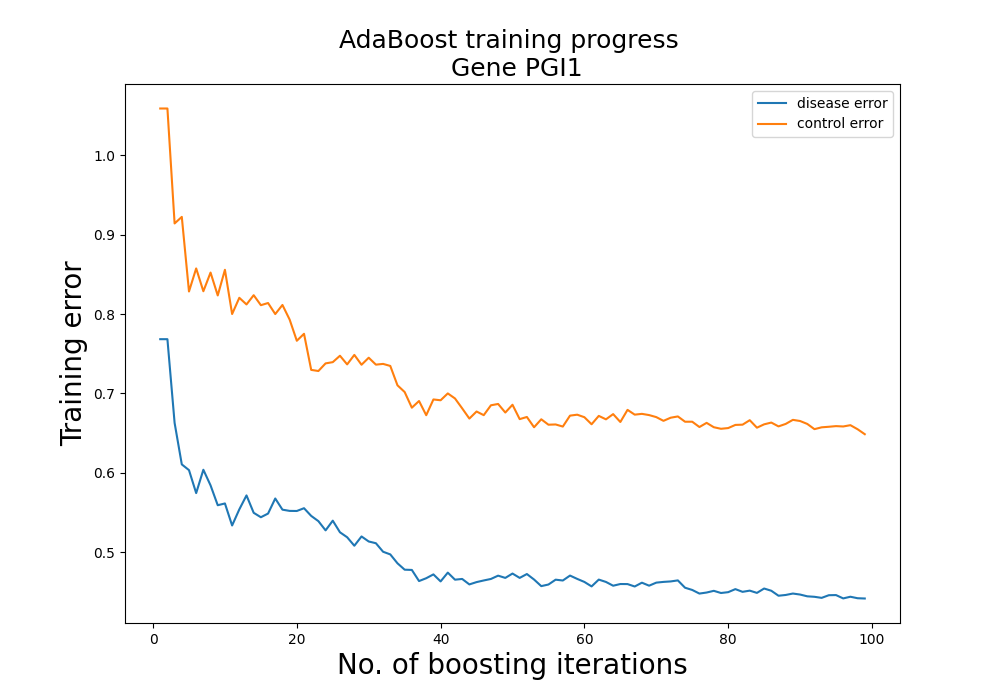 AdaBoost training progress
Gene PGI1
disease error
control error
1.0
0.9
0.8
0.7
0.6
0.5
Training error
0
20
40
60
80
100
No. of boosting iterations